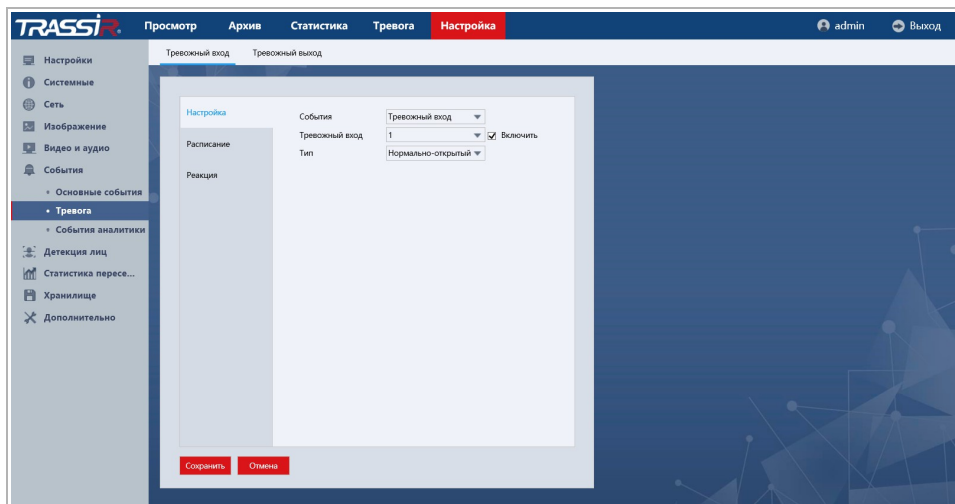 TRASSIR
Просмотр Архив Статистика Тревога Настройка admin Выход
Тревожный вход Тревожный выход
Настройки
Системные
Сеть
Изображение
Видео и аудио
События
Основные события
Тревога
События аналитики
Детекция лиц
Статистика пересе...
Хранилище
Дополнительно
Настройка
Расписание
Реакция
События Тревожный вход
Тревожный вход 1 Включить
Тип Нормально-открытый
Сохранить Отмена